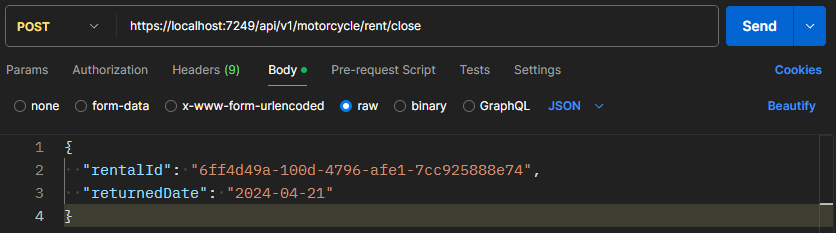 POST https://localhost:7249/api/v1/motorcycle/rent/close Send
Params Authorization Headers (9) Body Pre-request Script Tests Settings Cookies
none form-data x-www-form-urlencoded raw binary GraphQL JSON Beautify
1 {
2 "rentalId": "6ff4d49a-100d-4796-afe1-7cc925888e74",
3 "returnedDate": "2024-04-21"
4 }